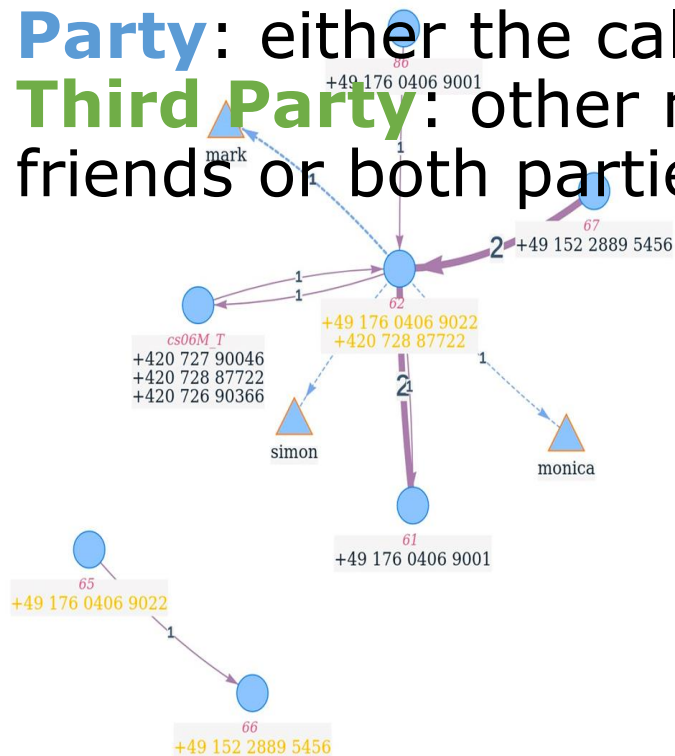 Party: either the cal
86
+49 176 0406 9001
Third Party: other
mark
1
friends or both partie
1
67
+49 152 2889 5456
2
1
1
62
+49 176 0406 9022
+420 728 87722
cs06M_T
+420 727 90046
+420 728 87722
+420 726 90366
1
2
1
simon
monica
61
+49 176 0406 9001
65
+49 176 0406 9022
1
66
+49 152 2889 5456